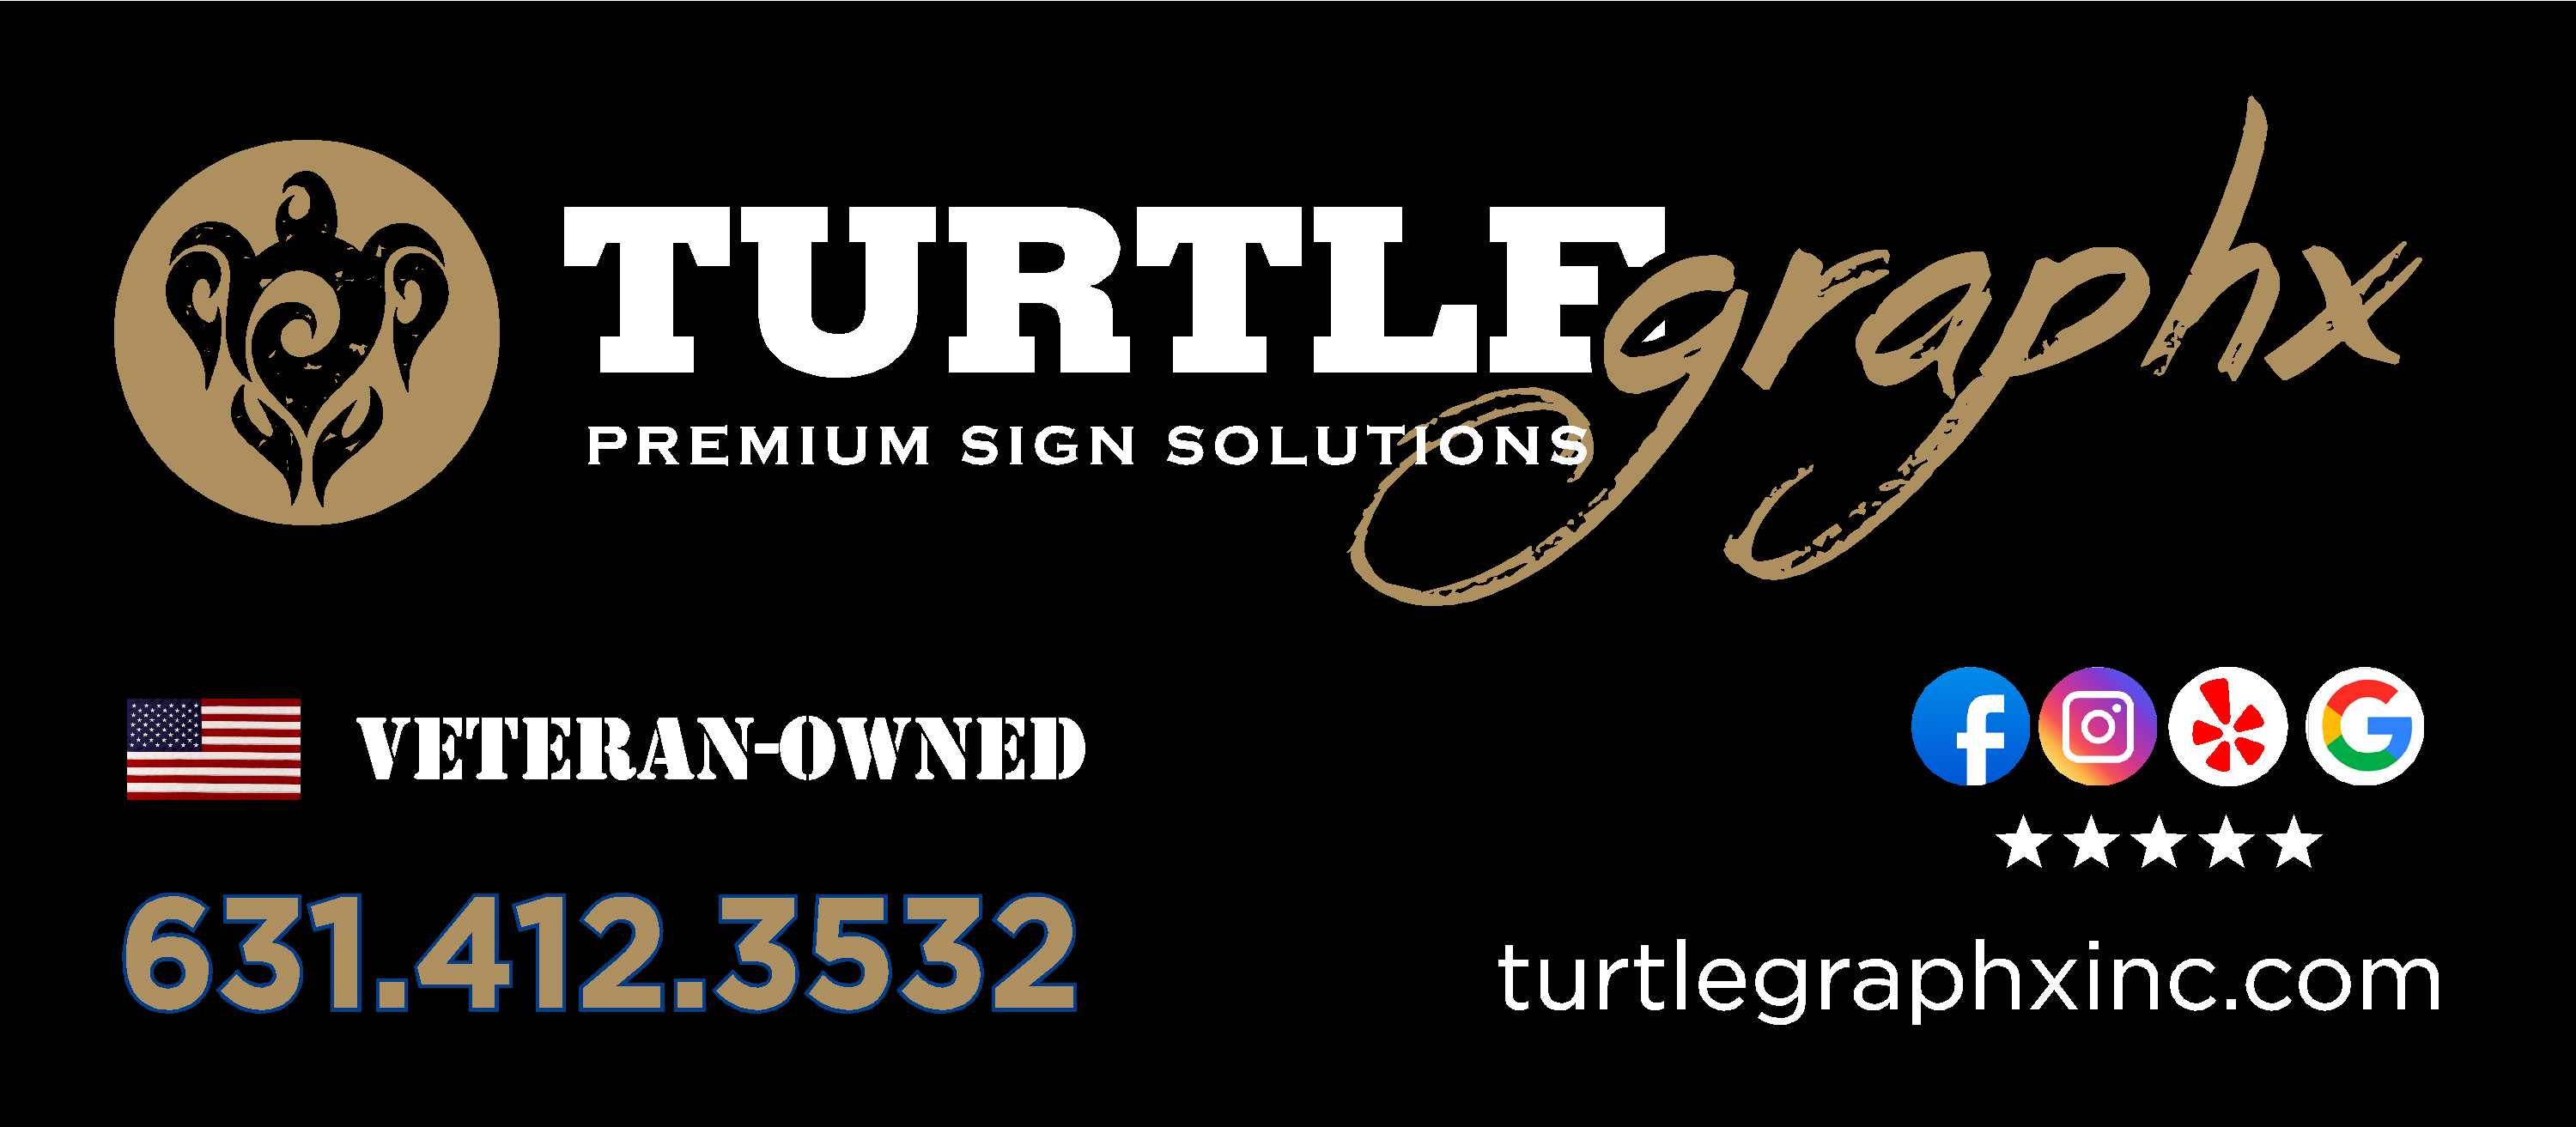 TURTLEgraphx
PREMIUM SIGN SOLUTIONS
VETERAN-OWNED
631.412.3532
turtlegraphxinc.com